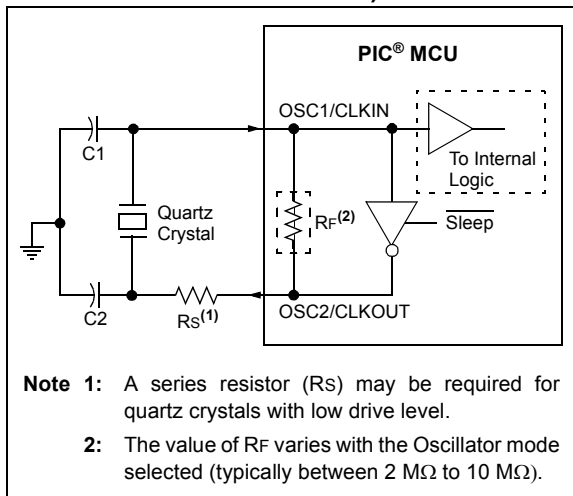 PIC® MCU
OSC1/CLKIN
C1
To Internal
Logic
Quartz
Crystal
RF(2)
Sleep
C2
RS(1)
OSC2/CLKOUT
Note 1: A series resistor (RS) may be required for
quartz crystals with low drive level.
2: The value of RF varies with the Oscillator mode
selected (typically between 2 MΩ to 10 MΩ).